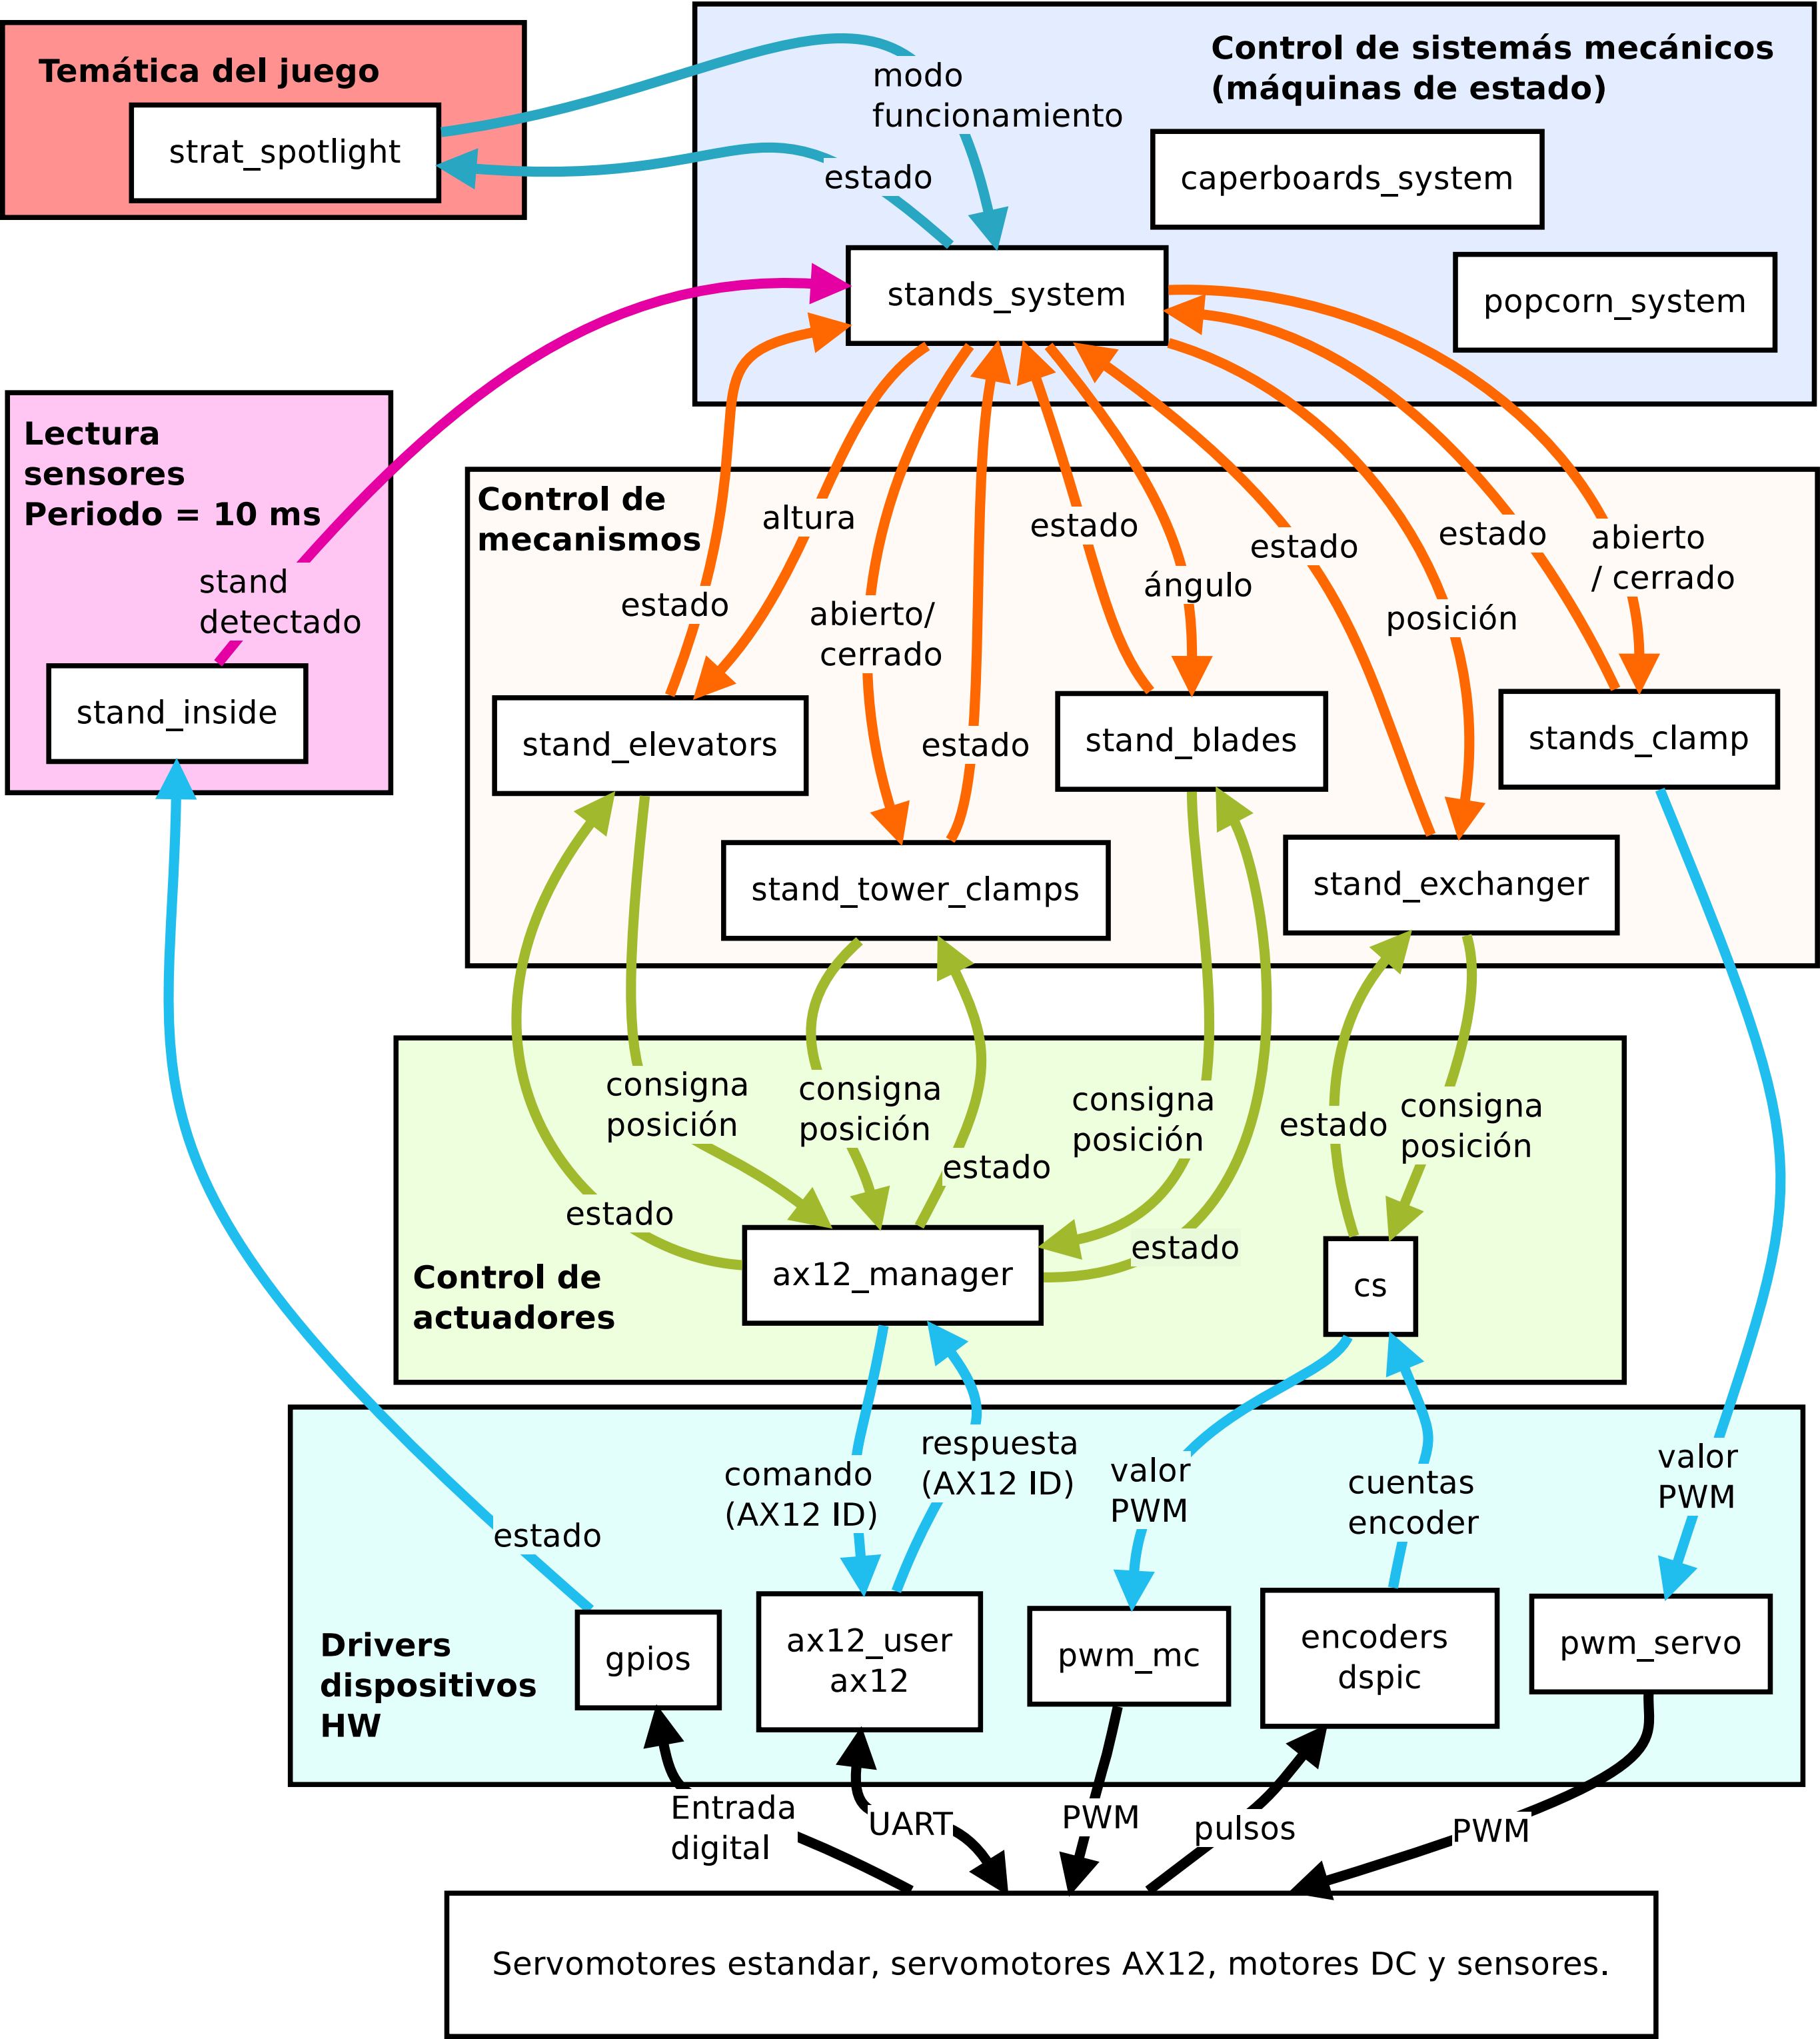 Temática del juego
strat_spotlight
Control de sistemás mecánicos
(máquinas de estado)
modo
funcionamiento
estado
caperboards_system
stands_system
popcorn_system
Lectura
sensores
Periodo = 10 ms
stand
detectado
stand_inside
Control de
mecanismos
altura
estado
abierto/
cerrado
estado
estado
ángulo
estado
posición
estado
abierto
/ cerrado
stand_elevators
stand_blades
stands_clamp
stand_tower_clamps
stand_exchanger
consigna
posición
consigna
posición
estado
consigna
posición
estado
consigna
posición
estado
estado
Control de
actuadores
ax12_manager
cs
comando
(AX12 ID)
respuesta
(AX12 ID)
valor
PWM
cuentas
encoder
valor
PWM
estado
Drivers
dispositivos
HW
gpios
ax12_user
ax12
pwm_mc
encoders
dspic
pwm_servo
Entrada
digital
UART
PWM
pulsos
PWM
Servomotores estandar, servomotores AX12, motores DC y sensores.